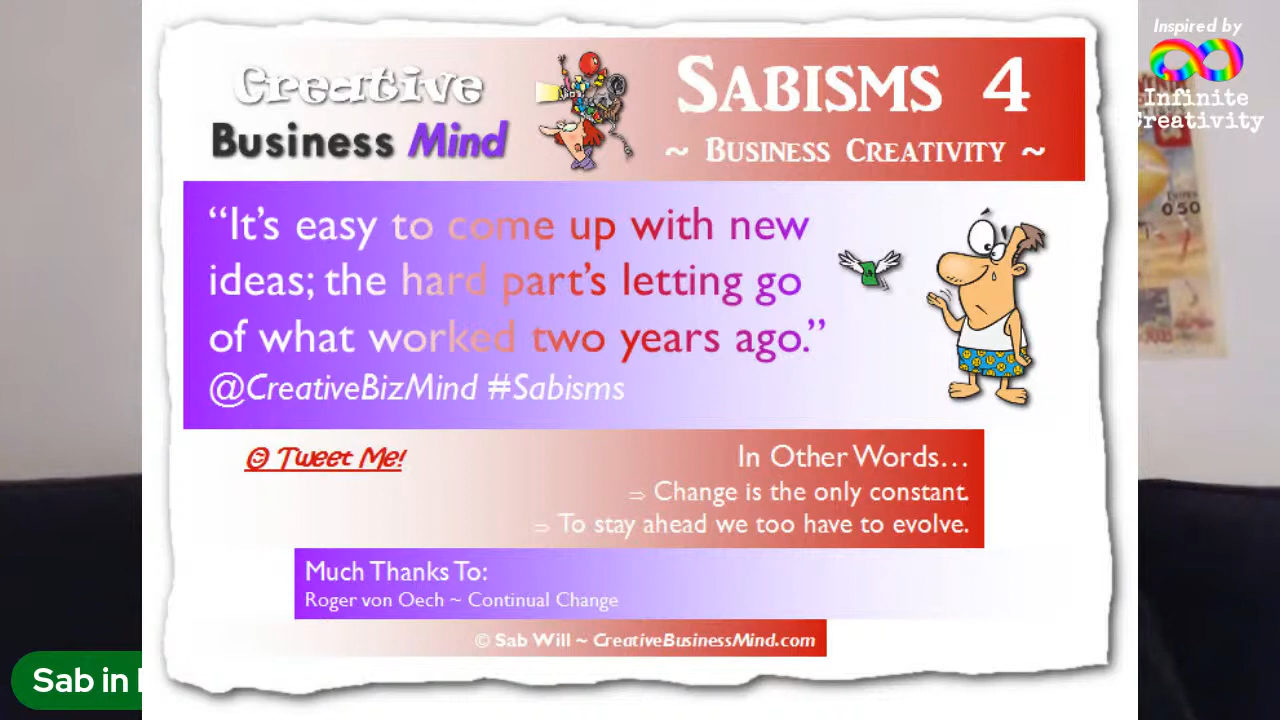 Inspired by
Infinite
Creativity
Creative
Business Mind
Sabisms 4
~ Business Creativity ~
“It’s easy to come up with new
ideas; the hard part’s letting go
of what worked two years ago.”
@CreativeBizMind #Sabisms
Tweet Me!
In Other Words…
⇒ Change is the only constant.
⇒ To stay ahead we too have to evolve.
Much Thanks To:
Roger von Oech ~ Continual Change
© Sab Will ~ CreativeBusinessMind.com
Sab in
050